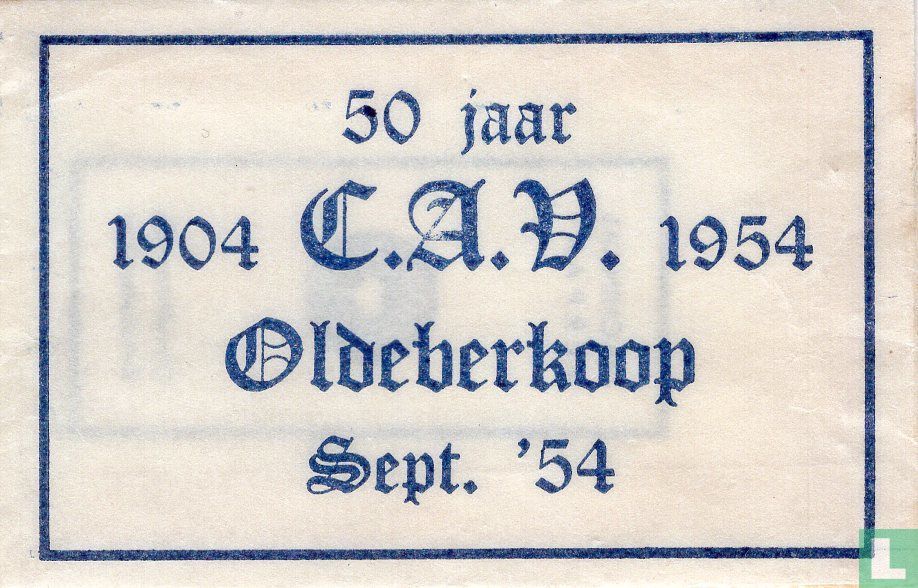 50 jaar
1904 C.A.V. 1954
Oldeberkoop
Sept. '54
L